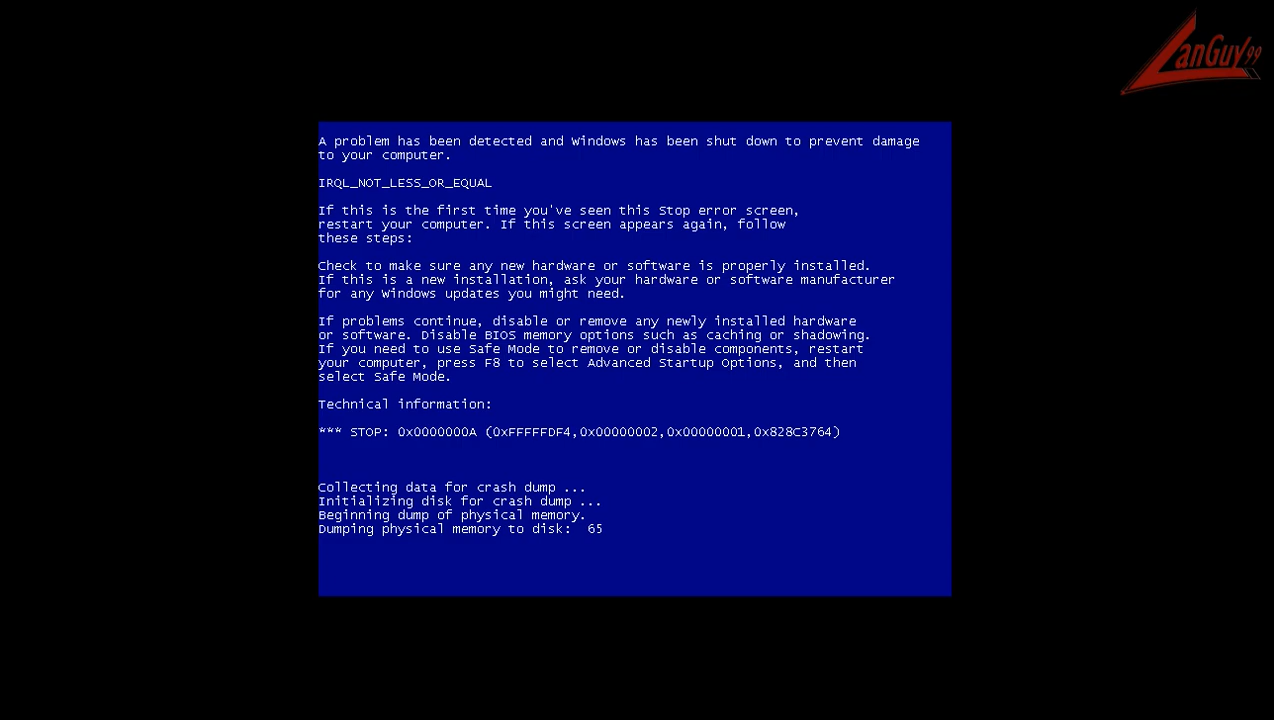 LanGuy99
A problem has been detected and Windows has been shut down to prevent damage
to your computer.
IRQL_NOT_LESS_OR_EQUAL
If this is the first time you've seen this Stop error screen,
restart your computer. If this screen appears again, follow
these steps:
Check to make sure any new hardware or software is properly installed.
If this is a new installation, ask your hardware or software manufacturer
for any Windows updates you might need.
If problems continue, disable or remove any newly installed hardware
or software. Disable BIOS memory options such as caching or shadowing.
If you need to use Safe Mode to remove or disable components, restart
your computer, press F8 to select Advanced Startup Options, and then
select Safe Mode.
Technical information:
*** STOP: 0x0000000A (0xFFFFFDF4,0x00000002,0x00000001,0x828C3764)
Collecting data for crash dump ...
Initializing disk for crash dump ...
Beginning dump of physical memory.
Dumping physical memory to disk:  65